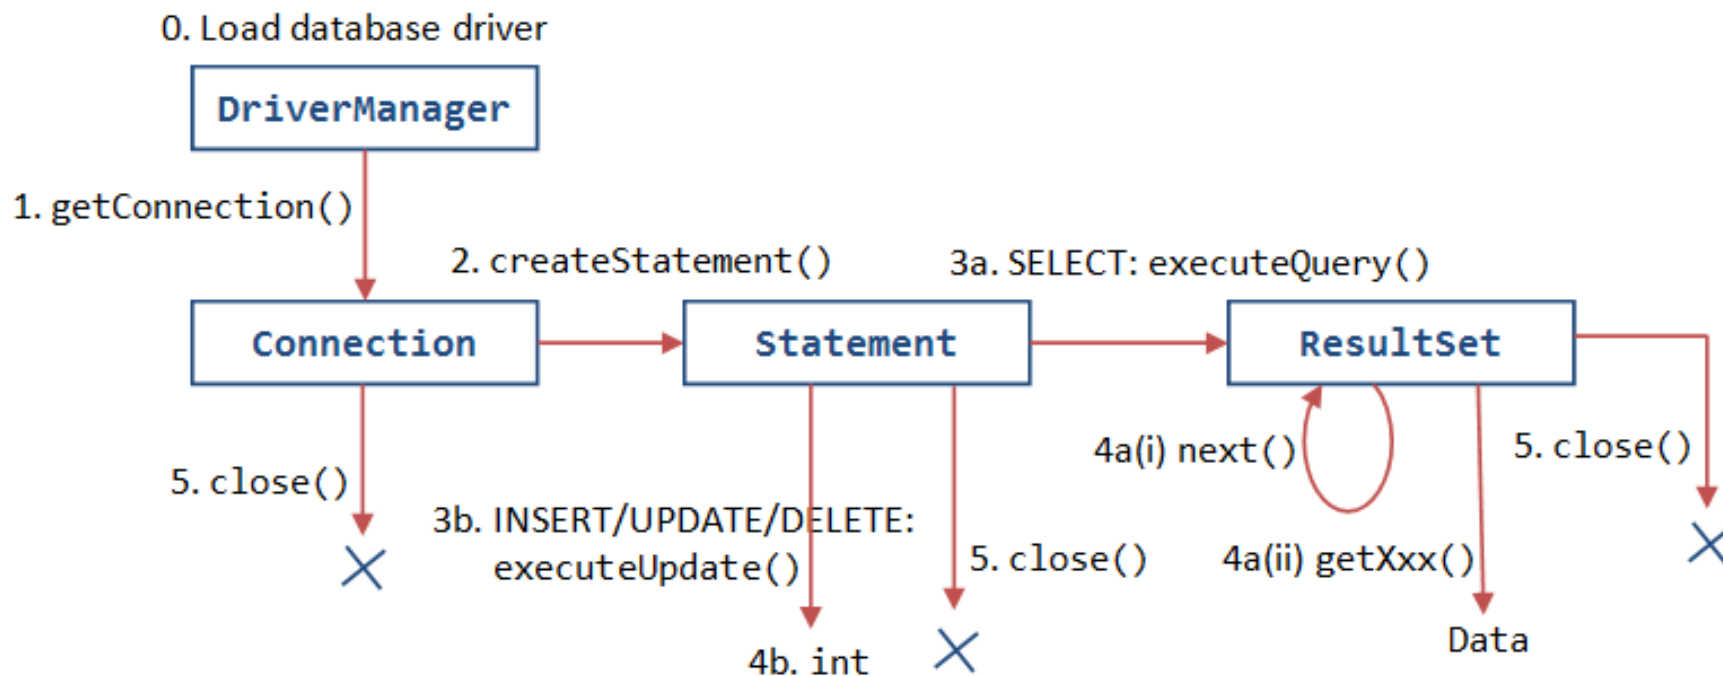 0. Load database driver
DriverManager
1. getConnection()
2. createStatement()
3a. SELECT: executeQuery()
Connection
Statement
ResultSet
4a(i) next()
5. close()
5. close()
3b. INSERT/UPDATE/DELETE:
executeUpdate()
5. close()
4a(ii) getXxx()
4b. int
Data